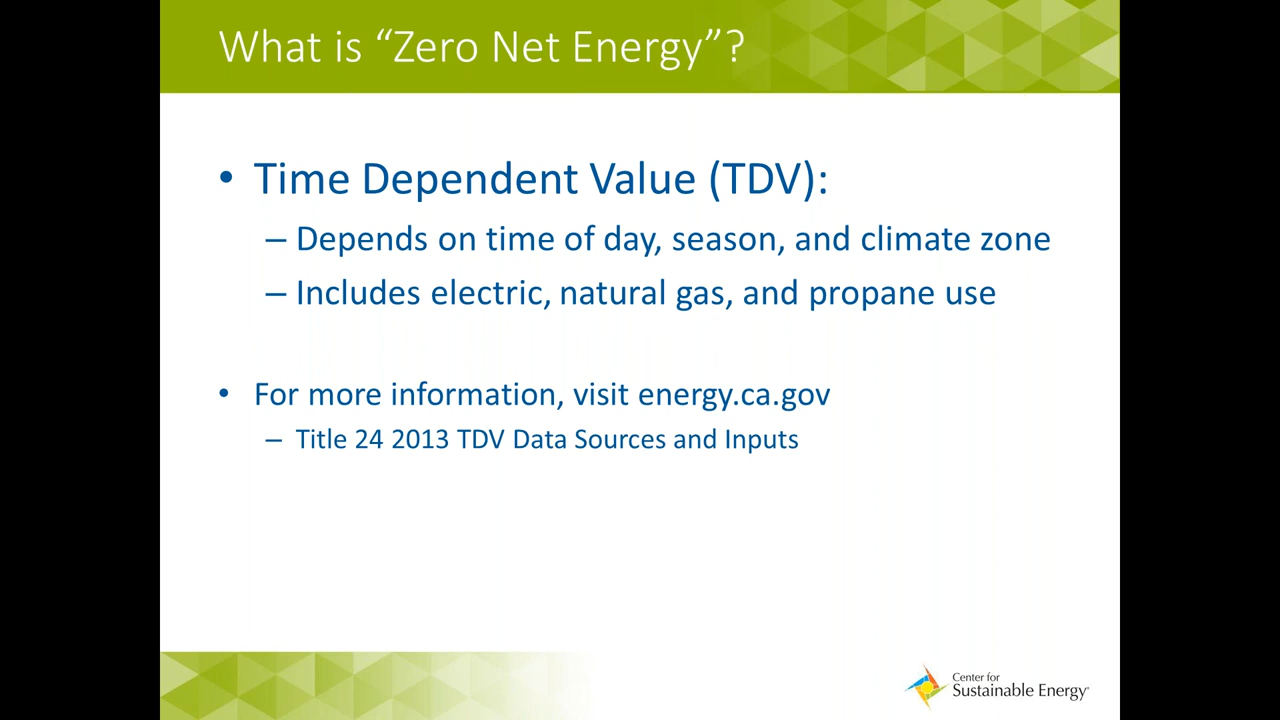 What is “Zero Net Energy”?
• Time Dependent Value (TDV):
– Depends on time of day, season, and climate zone
– Includes electric, natural gas, and propane use
• For more information, visit energy.ca.gov
– Title 24 2013 TDV Data Sources and Inputs
Center for
Sustainable Energy®